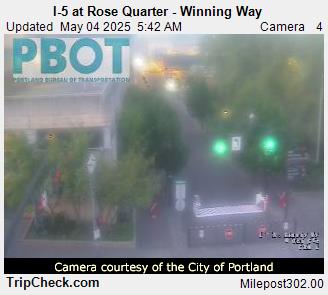 I-5 at Rose Quarter - Winning Way
Updated May 04 2025 5:42 AM Camera 4
PBOT
PORTLAND BUREAU OF TRANSPORTATION
Camera courtesy of the City of Portland
TripCheck.com Milepost302.00